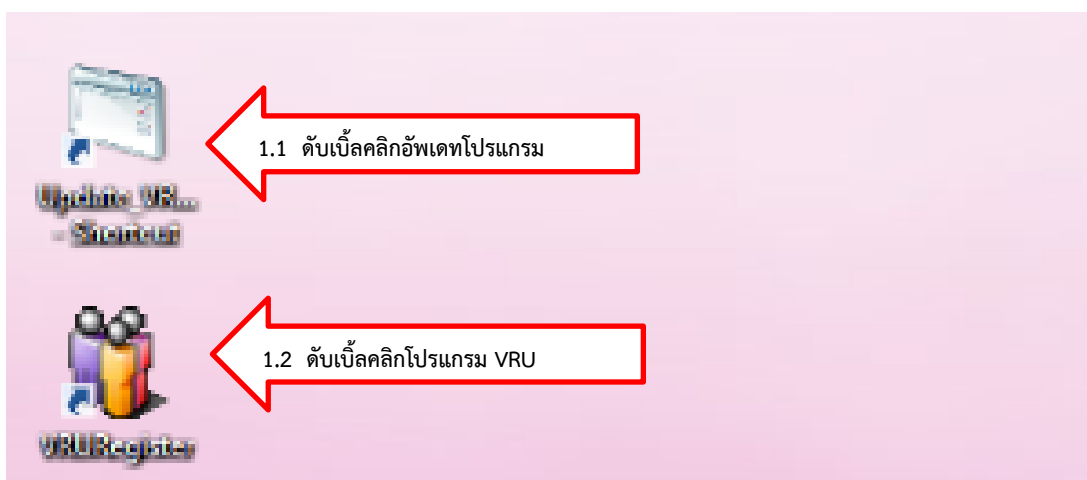 1.1 ดับเบิ้ลคลิกอัพเดทโปรแกรม
Update_VR...
- Shortcut
1.2 ดับเบิ้ลคลิกโปรแกรม VRU
VRURegister